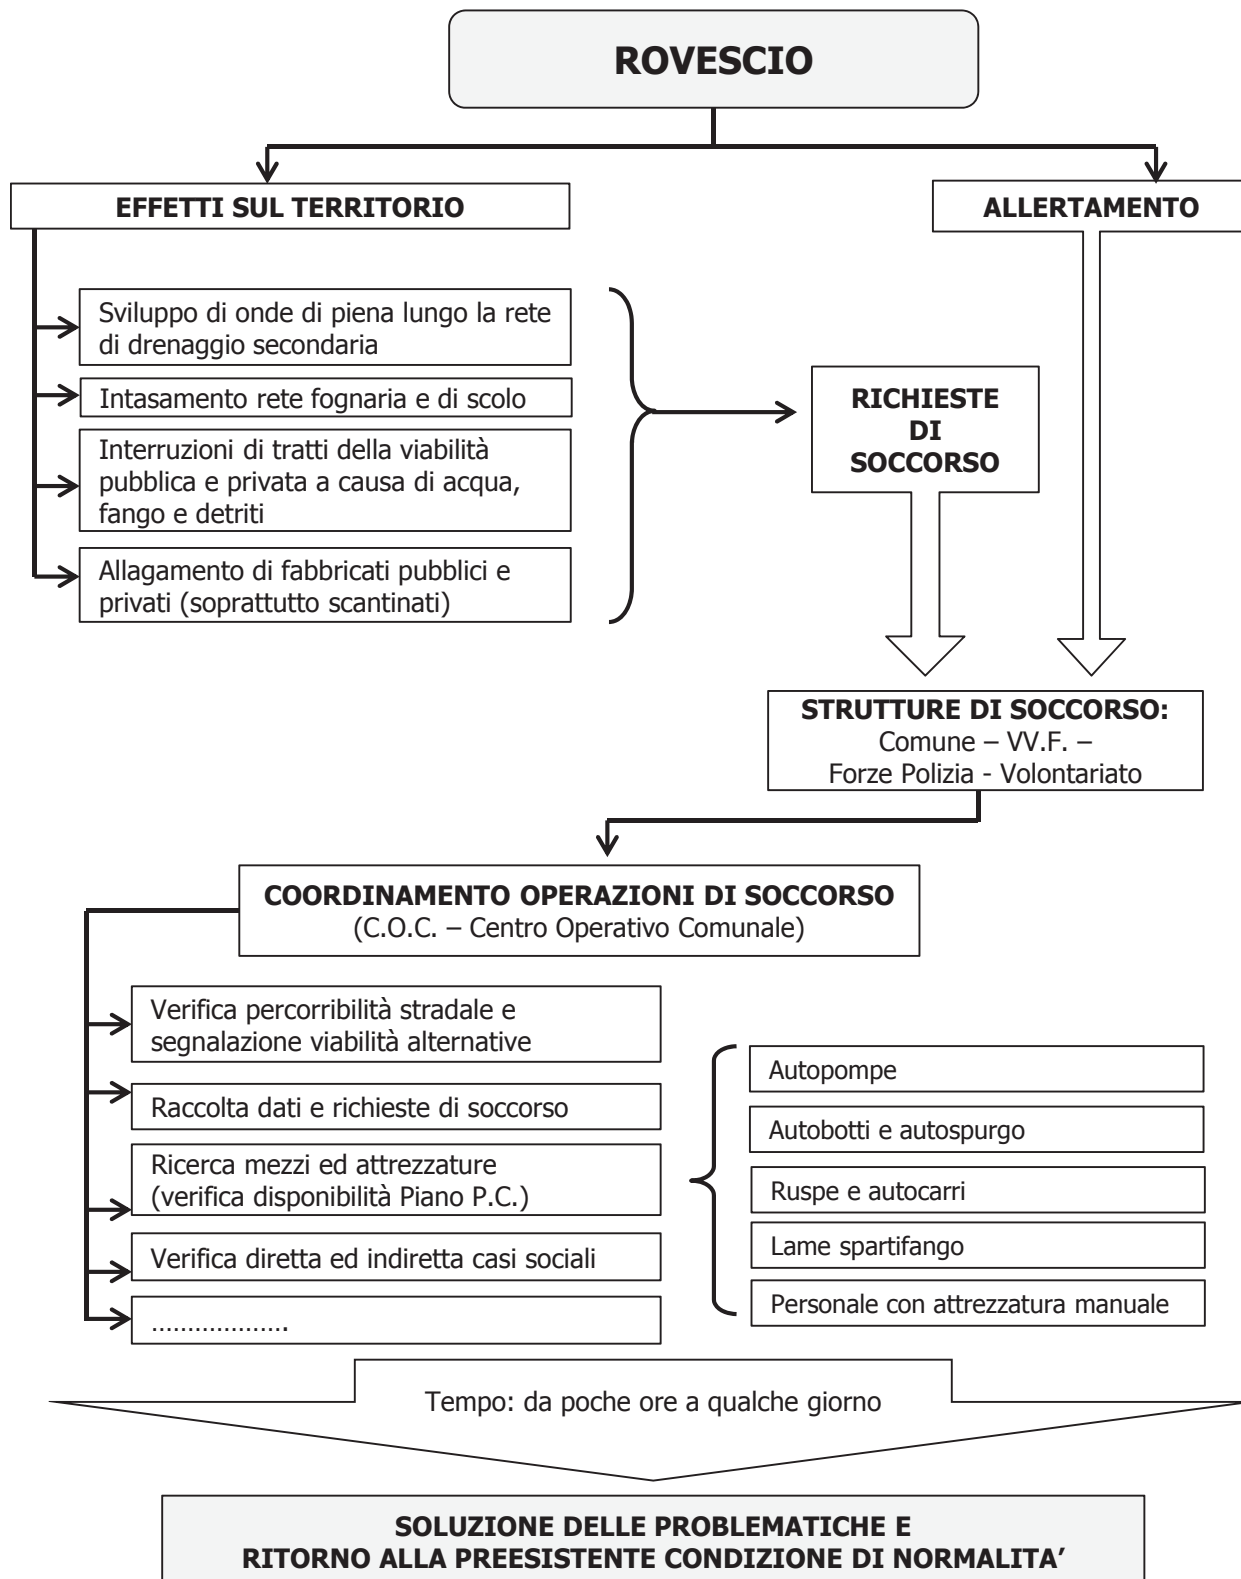 ROVESCIO
EFFETTI SUL TERRITORIO
ALLERTAMENTO
Sviluppo di onde di piena lungo la rete
di drenaggio secondaria
Intasamento rete fognaria e di scolo
Interruzioni di tratti della viabilità
pubblica e privata a causa di acqua,
fango e detriti
Allagamento di fabbricati pubblici e
privati (soprattutto scantinati)
RICHIESTE
DI
SOCCORSO
STRUTTURE DI SOCCORSO:
Comune – VV.F. –
Forze Polizia - Volontariato
COORDINAMENTO OPERAZIONI DI SOCCORSO
(C.O.C. – Centro Operativo Comunale)
Verifica percorribilità stradale e
segnalazione viabilità alternative
Raccolta dati e richieste di soccorso
Ricerca mezzi ed attrezzature
(verifica disponibilità Piano P.C.)
Verifica diretta ed indiretta casi sociali
……………….
Autopompe
Autobotti e autospurgo
Ruspe e autocarri
Lame spartifango
Personale con attrezzatura manuale
Tempo: da poche ore a qualche giorno
SOLUZIONE DELLE PROBLEMATICHE E
RITORNO ALLA PREESISTENTE CONDIZIONE DI NORMALITA’